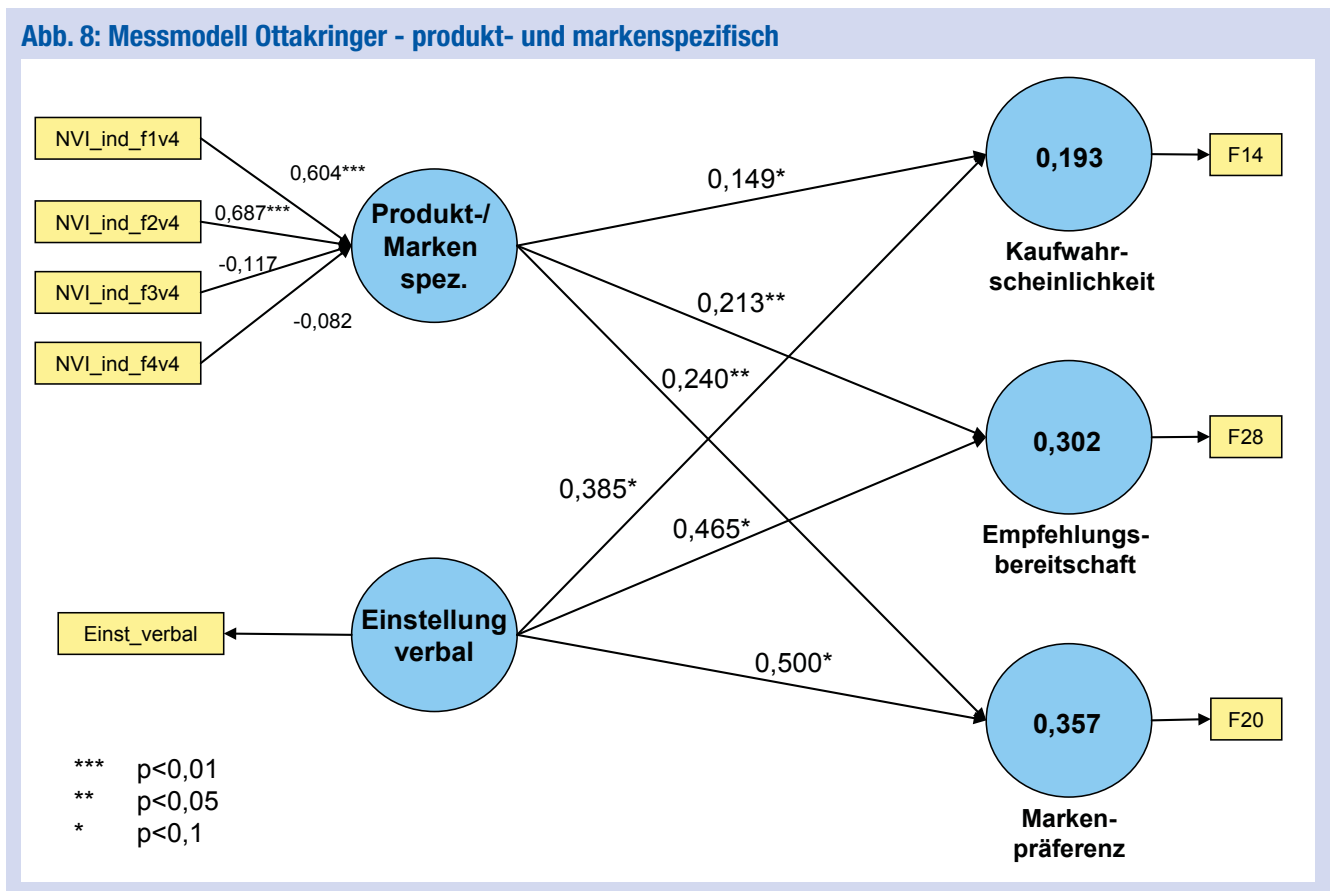 Abb. 8: Messmodell Ottakringer - produkt- und markenspezifisch
NVI_ind_f1v4
NVI_ind_f2v4
NVI_ind_f3v4
NVI_ind_f4v4
0,604***
0,687***
-0,117
-0,082
Produkt-/
Marken
spez.
0,149*
0,213**
0,240**
0,193
F14
Kaufwahr-
scheinlichkeit
0,302
F28
Empfehlungs-
bereitschaft
Einst_verbal
Einstellung
verbal
0,385*
0,465*
0,500*
0,357
F20
Marken-
präferenz
*** p<0,01
** p<0,05
* p<0,1